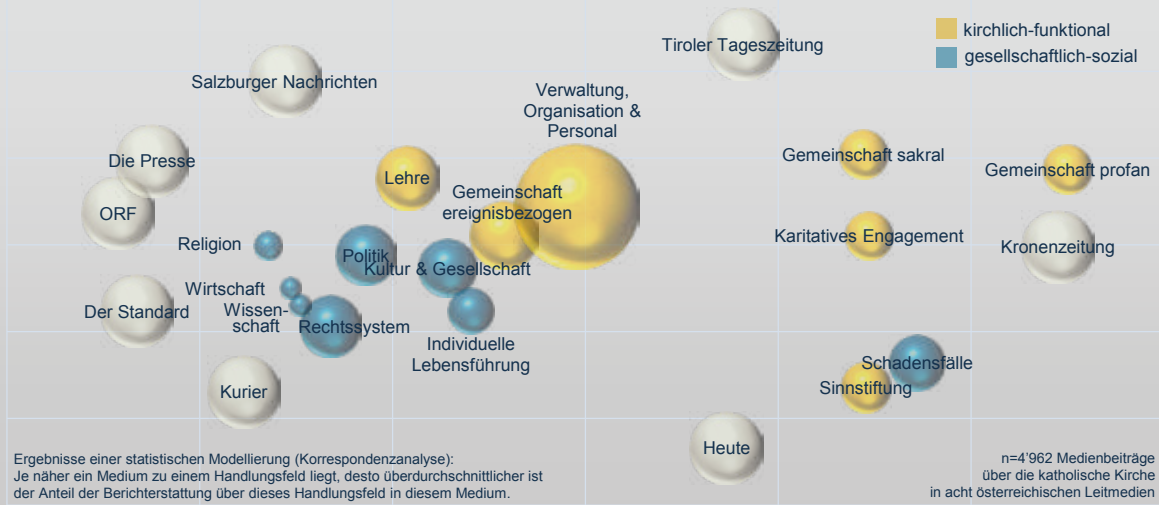 Tiroler Tageszeitung
kirchlich-funktional
gesellschaftlich-sozial
Salzburger Nachrichten
Verwaltung,
Organisation &
Personal
Die Presse
Gemeinschaft sakral
Gemeinschaft profan
Lehre
Gemeinschaft
ereignisbezogen
ORF
Religion
Karitatives Engagement
Kronenzeitung
Politik
Kultur & Gesellschaft
Wirtschaft
Der Standard
Wissen-
schaft
Rechtssystem
Individuelle
Lebensführung
Schadensfälle
Sinnstiftung
Kurier
Heute
Ergebnisse einer statistischen Modellierung (Korrespondenzanalyse):
Je näher ein Medium zu einem Handlungsfeld liegt, desto überdurchschnittlicher ist
der Anteil der Berichterstattung über dieses Handlungsfeld in diesem Medium.
n=4'962 Medienbeiträge
über die katholische Kirche
in acht österreichischen Leitmedien